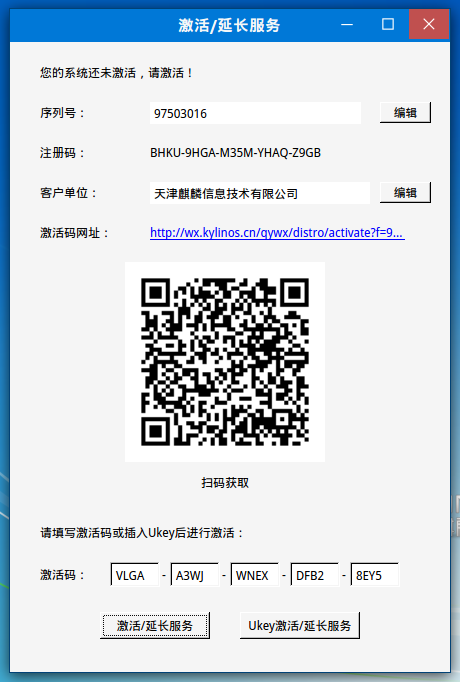 激活/延长服务
您的系统还未激活，请激活！
序列号： 97503016 编辑
注册码： BHKU-9HGA-M35M-YHAQ-Z9GB
客户单位： 天津麒麟信息技术有限公司 编辑
激活码网址： http://wx.kylinos.cn/qywx/distro/activate?f=9...
扫码获取
请填写激活码或插入Ukey后进行激活：
激活码： VLGA - A3WJ - WNEX - DFB2 - 8EY5
激活/延长服务 Ukey激活/延长服务